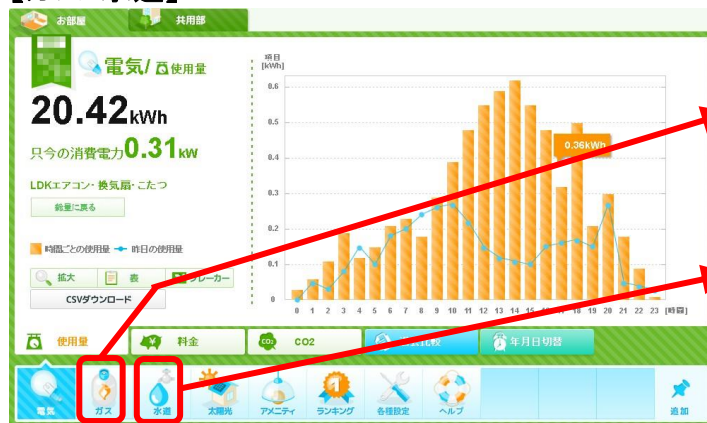 お部屋
共用部
電気/
使用量
20.42kWh
只今の消費電力0.31kW
LDKエアコン・換気扇・こたつ
総量に戻る
時間ごとの使用量 昨日の使用量
拡大
表
ブレーカー
CSVダウンロード
項目
[kWh]
0.6
0.5
0.4
0.3
0.2
0.1
0
0.36kWh
0 1 2 3 4 5 6 7 8 9 10 11 12 13 14 15 16 17 18 19 20 21 22 23 [時間]
使用量
料金
CO2
比較
年月日切替
電気
ガス
水道
太陽光
アメニティ
ランキング
各種設定
ヘルプ
追加